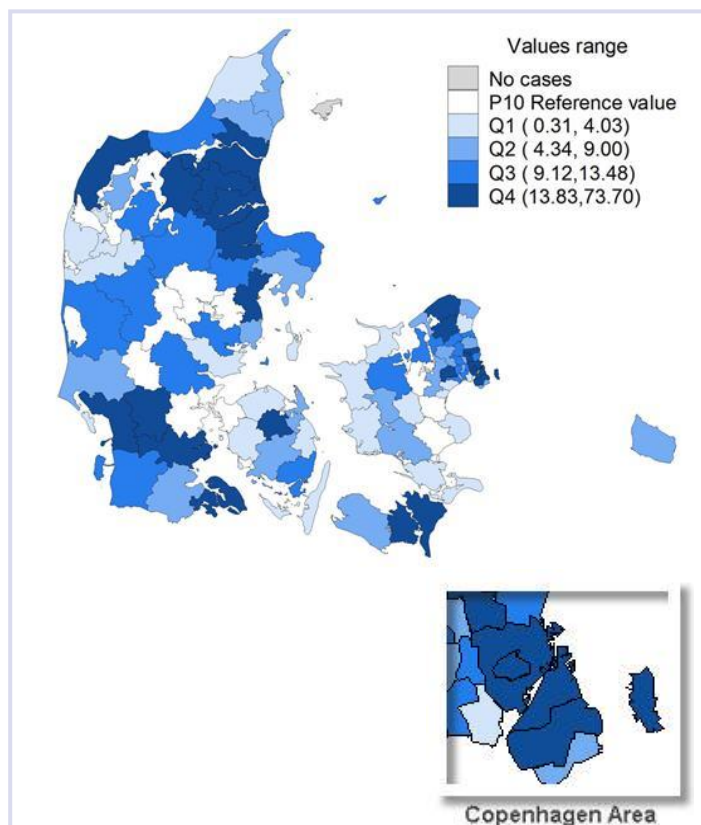 Values range
No cases
P10 Reference value
Q1 ( 0.31, 4.03)
Q2 ( 4.34, 9.00)
Q3 ( 9.12,13.48)
Q4 (13.83,73.70)
Copenhagen Area